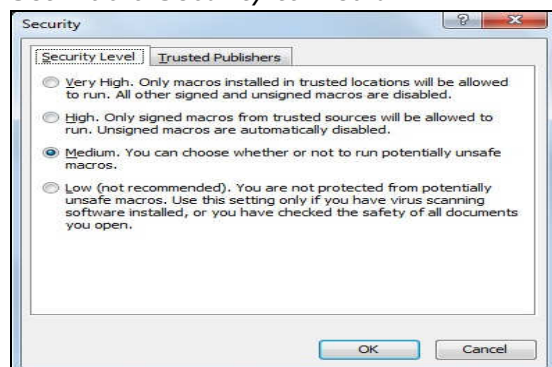 Security
Security Level
Trusted Publishers
Very High. Only macros installed in trusted locations will be allowed
to run. All other signed and unsigned macros are disabled.
High. Only signed macros from trusted sources will be allowed to
run. Unsigned macros are automatically disabled.
Medium. You can choose whether or not to run potentially unsafe
macros.
Low (not recommended). You are not protected from potentially
unsafe macros. Use this setting only if you have virus scanning
software installed, or you have checked the safety of all documents
you open.
OK
Cancel